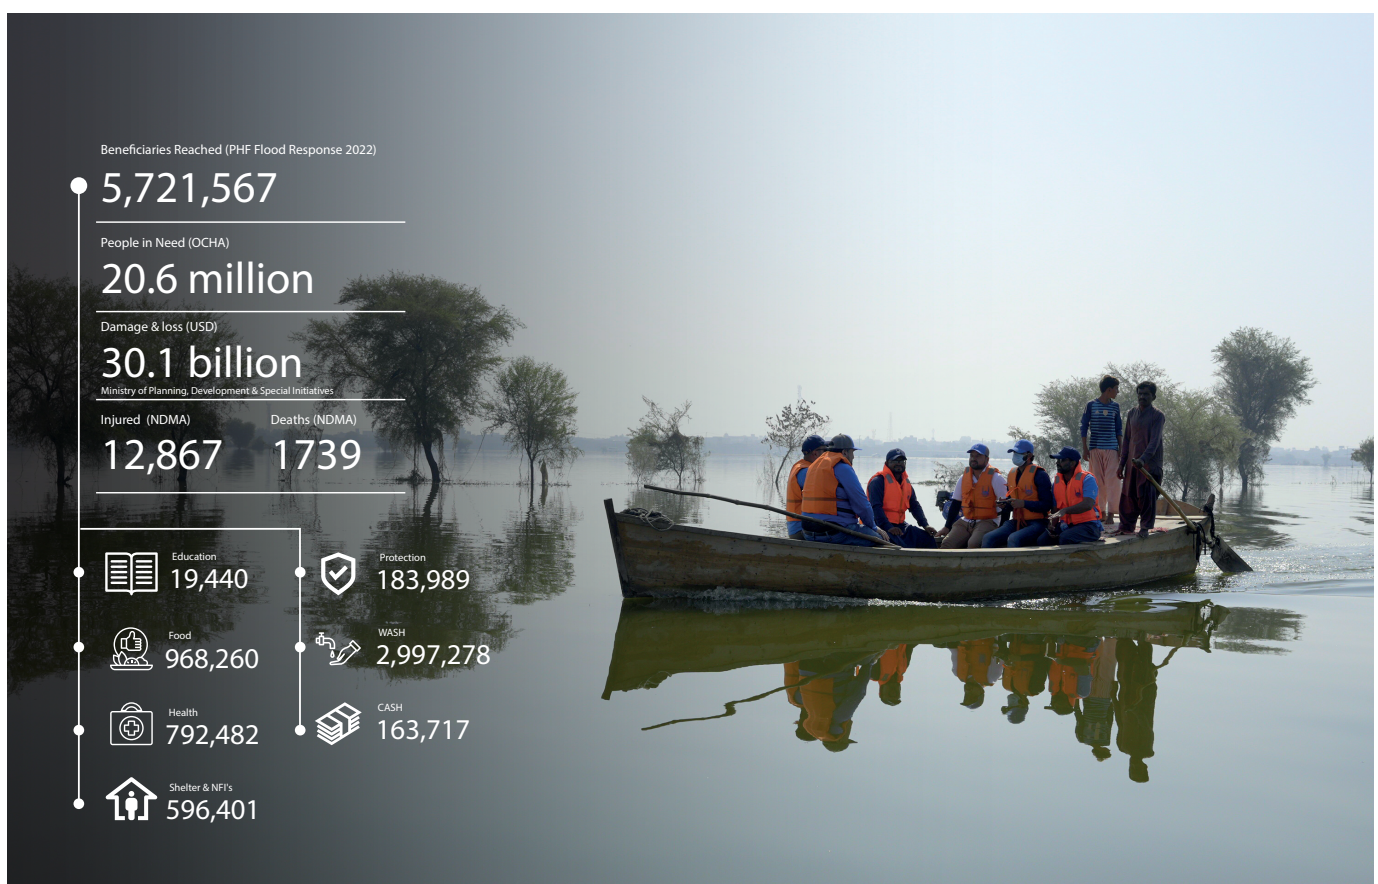 Beneficiaries Reached (PHF Flood Response 2022)
5,721,567
People in Need (OCHA)
20.6 million
Damage & loss (USD)
30.1 billion
Ministry of Planning, Development & Special Initiatives
Injured (NDMA)
12,867
Deaths (NDMA)
1739
Education
19,440
Food
968,260
Health
792,482
Shelter & NFI's
596,401
Protection
183,989
WASH
2,997,278
CASH
163,717